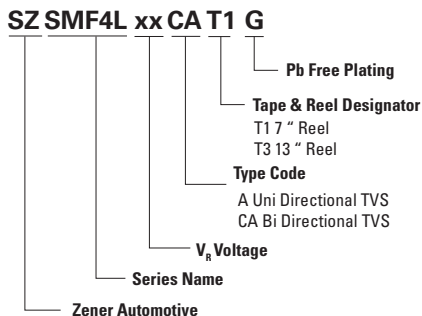 SZ SMF4L xx CA T1 G
Pb Free Plating
Tape & Reel Designator
T1 7 “ Reel
T3 13 “ Reel
Type Code
A Uni Directional TVS
CA Bi Directional TVS
VR Voltage
Series Name
Zener Automotive